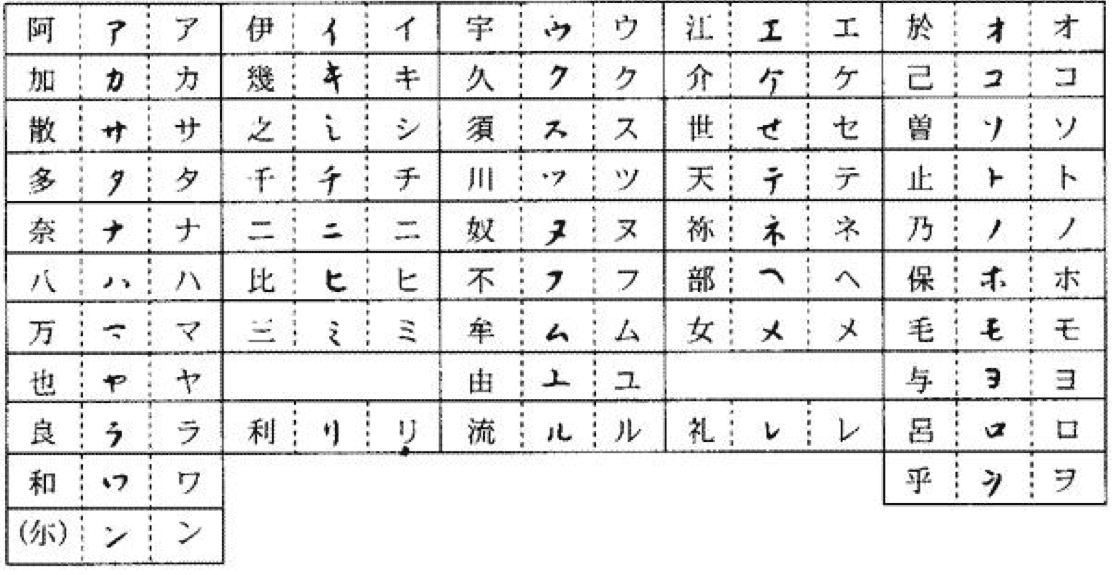 阿 ア ア 伊 イ イ 宇 ウ ウ 江 エ エ 於 オ オ
加 カ カ 幾 キ キ 久 ク ク 介 ケ ケ 己 コ コ
散 サ サ 之 シ シ 須 ス ス 世 セ セ 曽 ソ ソ
多 タ タ 千 チ チ 川 ツ ツ 天 テ テ 止 ト ト
奈 ナ ナ 二 ニ ニ 奴 ヌ ヌ 祢 ネ ネ 乃 ノ ノ
八 ハ ハ 比 ヒ ヒ 不 フ フ 部 ヘ ヘ 保 ホ ホ
万 マ マ 三 ミ ミ 牟 ム ム 女 メ メ 毛 モ モ
也 ヤ ヤ 由 ユ ユ 与 ヨ ヨ
良 ラ ラ 利 リ リ 流 ル ル 礼 レ レ 呂 ロ ロ
和 ワ ワ 乎 ヲ ヲ
(尓) ン ン